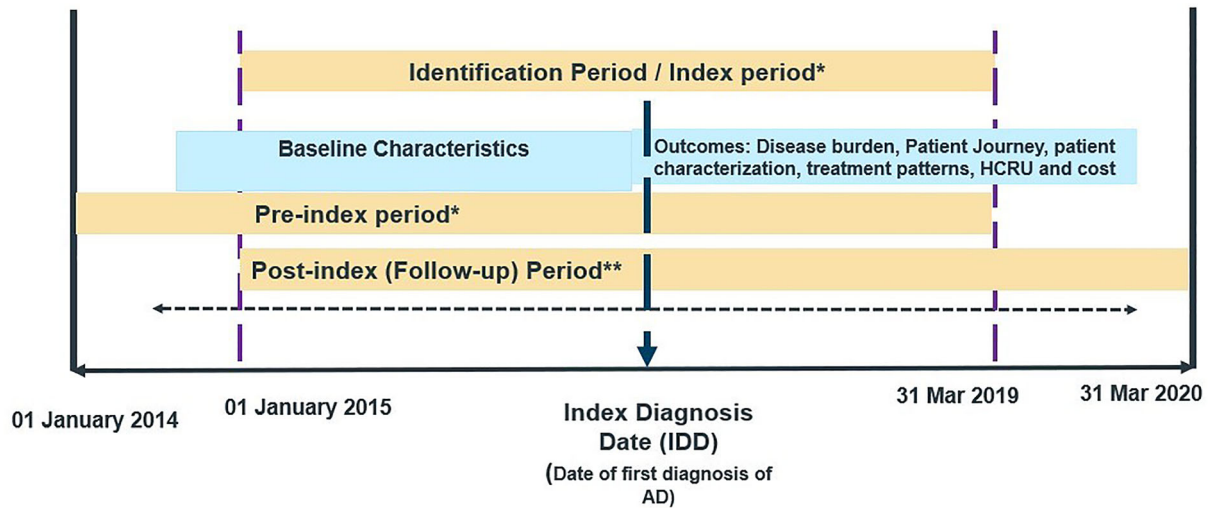 Identification Period / Index period*
Baseline Characteristics
Outcomes: Disease burden, Patient Journey, patient
characterization, treatment patterns, HCRU and cost
Pre-index period*
Post-index (Follow-up) Period**
01 January 2014
01 January 2015
31 Mar 2019
31 Mar 2020
Index Diagnosis
Date (IDD)
(Date of first diagnosis of
AD)